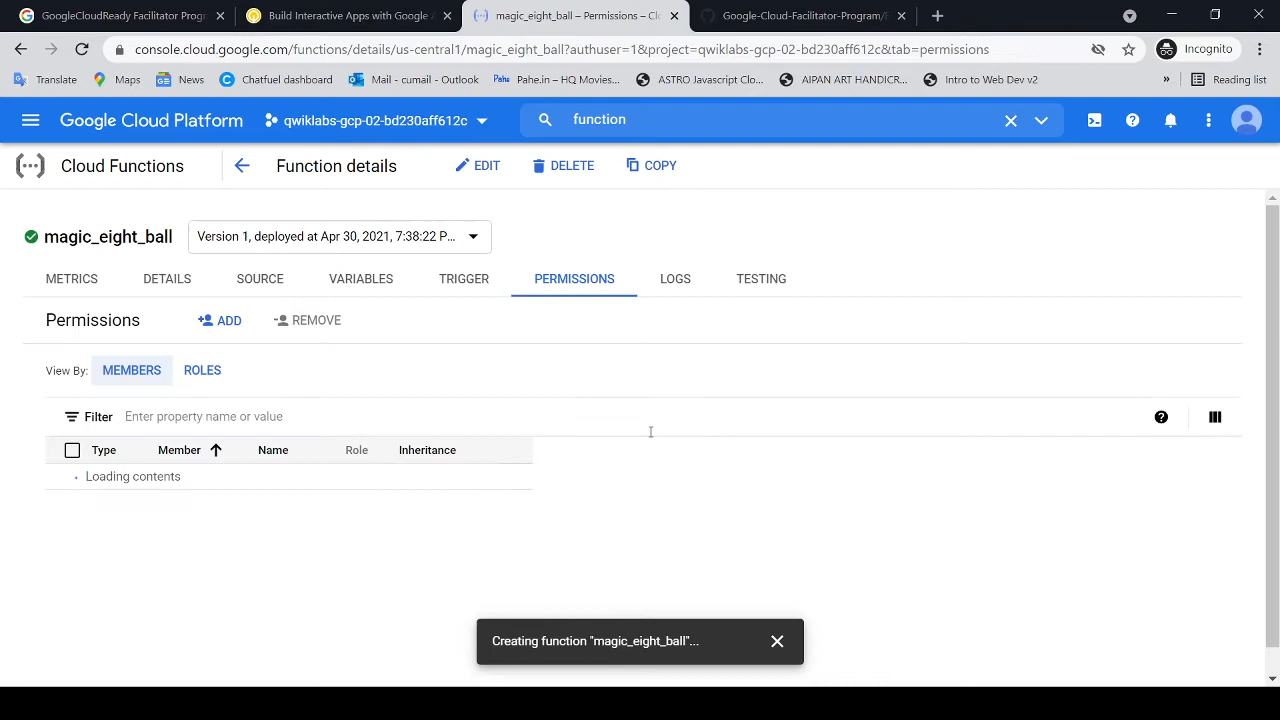 GoogleCloudReady Facilitator Progr
Build Interactive Apps with Google A
magic_eight_ball – Permissions – Clo
Google-Cloud-Facilitator-Program/F
console.cloud.google.com/functions/details/us-central1/magic_eight_ball?authuser=1&project=qwiklabs-gcp-02-bd230aff612c&tab=permissions
Incognito
Translate
Maps
News
Chatfuel dashboard
Mail - cumail - Outlook
Pahe.in – HQ Movies...
ASTRO Javascript Clo...
AIPAN ART HANDICR...
Intro to Web Dev v2
»
Reading list
Google Cloud Platform
qwiklabs-gcp-02-bd230aff612c
function
Cloud Functions
Function details
EDIT
DELETE
COPY
magic_eight_ball
Version 1, deployed at Apr 30, 2021, 7:38:22 P...
METRICS
DETAILS
SOURCE
VARIABLES
TRIGGER
PERMISSIONS
LOGS
TESTING
Permissions
ADD
REMOVE
View By:
MEMBERS
ROLES
Filter
Enter property name or value
Type
Member
Name
Role
Inheritance
Loading contents
Creating function "magic_eight_ball"...